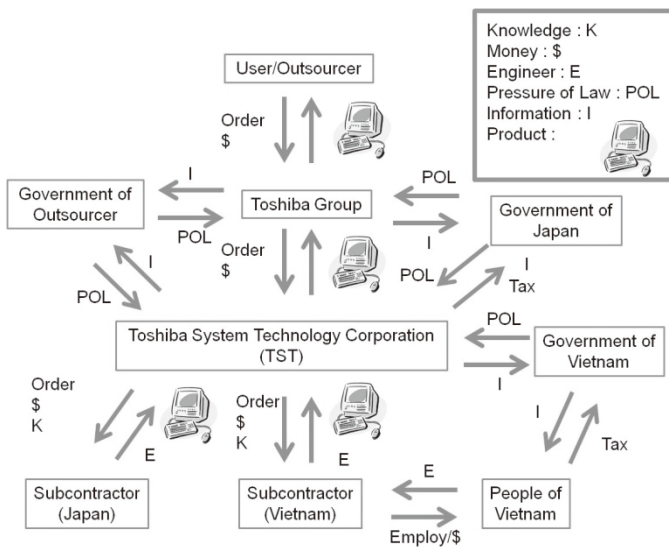 Knowledge : K
Money : $
Engineer : E
Pressure of Law : POL
Information : I
Product :
User/Outsourcer
Order
$
I
POL
Government of
Outsourcer
Toshiba Group
Government of
Japan
POL
Order
$
I
I
POL
POL
I
Tax
POL
Toshiba System Technology Corporation
(TST)
Government of
Vietnam
I
Order
$
K
Order
$
K
I
Tax
E
E
E
Subcontractor
(Japan)
Subcontractor
(Vietnam)
People of
Vietnam
Employ/$